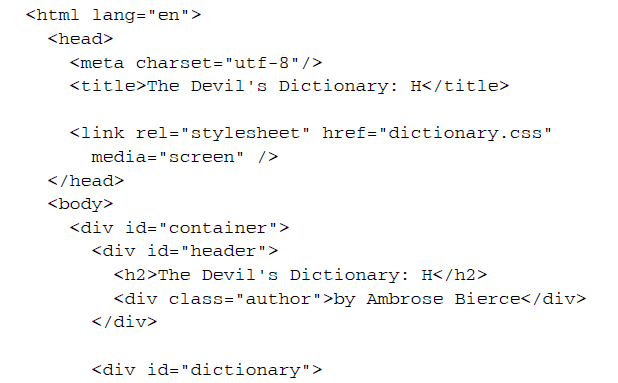 <html lang="en">
<head>
<meta charset="utf-8"/>
<title>The Devil's Dictionary: H</title>
<link rel="stylesheet" href="dictionary.css"
media="screen" />
</head>
<body>
<div id="container">
<div id="header">
<h2>The Devil's Dictionary: H</h2>
<div class="author">by Ambrose Bierce</div>
</div>
<div id="dictionary">